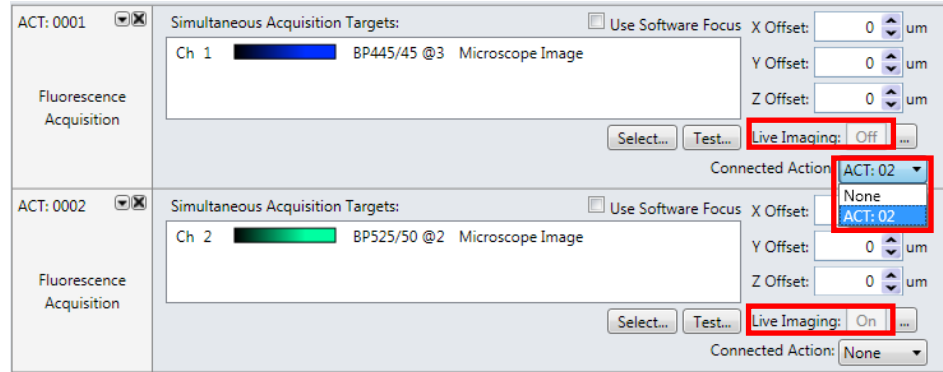 ACT: 0001
Simultaneous Acquisition Targets:
Use Software Focus
X Offset: 0 um
Ch 1 BP445/45 @3 Microscope Image
Y Offset: 0 um
Fluorescence
Acquisition
Z Offset: 0 um
Select... Test... Live Imaging: Off ...
Connected Action ACT: 02
None
ACT: 02
ACT: 0002
Simultaneous Acquisition Targets:
Use Software Focus
X Offset: um
Ch 2 BP525/50 @2 Microscope Image
Y Offset: 0 um
Fluorescence
Acquisition
Z Offset: 0 um
Select... Test... Live Imaging: On ...
Connected Action: None